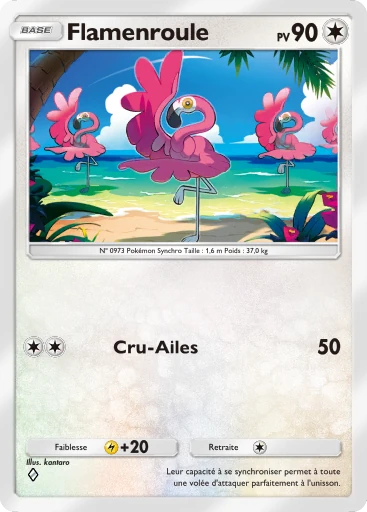 BASE Flamenroule PV 90
N° 0973 Pokémon Synchro Taille : 1,6 m Poids : 37,0 kg
Cru-Ailes 50
Faiblesse +20 Retraite
Illus. kantaro
Leur capacité à se synchroniser permet à toute
une volée d'attaquer parfaitement à l'unisson.